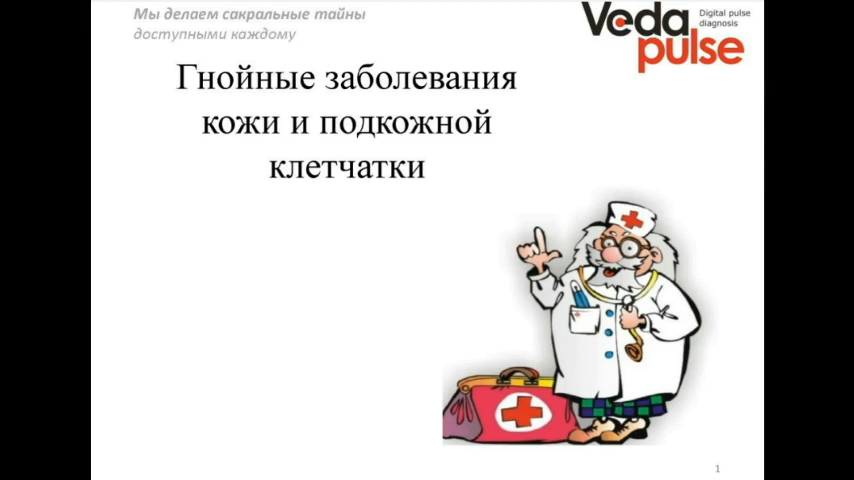 Мы делаем сакральные тайны
доступными каждому
Veda
pulse
Digital pulse
diagnosis
Гнойные заболевания
кожи и подкожной
клетчатки
1